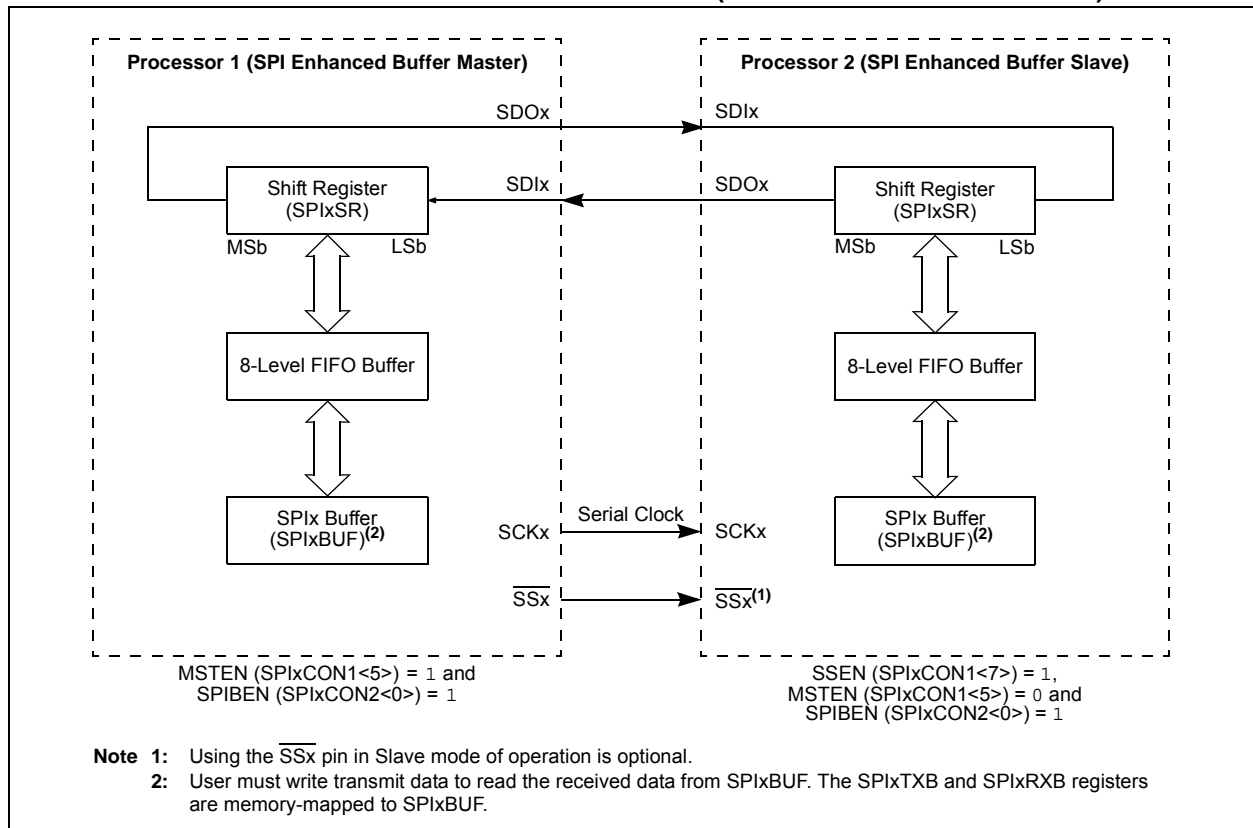 Processor 1 (SPI Enhanced Buffer Master)
Processor 2 (SPI Enhanced Buffer Slave)
SDOx
SDIx
Shift Register
(SPIxSR)
SDIx
SDOx
Shift Register
(SPIxSR)
MSb
LSb
MSb
LSb
8-Level FIFO Buffer
8-Level FIFO Buffer
SPIx Buffer
(SPIxBUF)(2)
SCKx
Serial Clock
SCKx
SPIx Buffer
(SPIxBUF)(2)
SSx
SSx(1)
MSTEN (SPIxCON1<5>) = 1 and
SPIBEN (SPIxCON2<0>) = 1
SSEN (SPIxCON1<7>) = 1,
MSTEN (SPIxCON1<5>) = 0 and
SPIBEN (SPIxCON2<0>) = 1
Note 1: Using the SSx pin in Slave mode of operation is optional.
2: User must write transmit data to read the received data from SPIxBUF. The SPIxTXB and SPIxRXB registers
are memory-mapped to SPIxBUF.